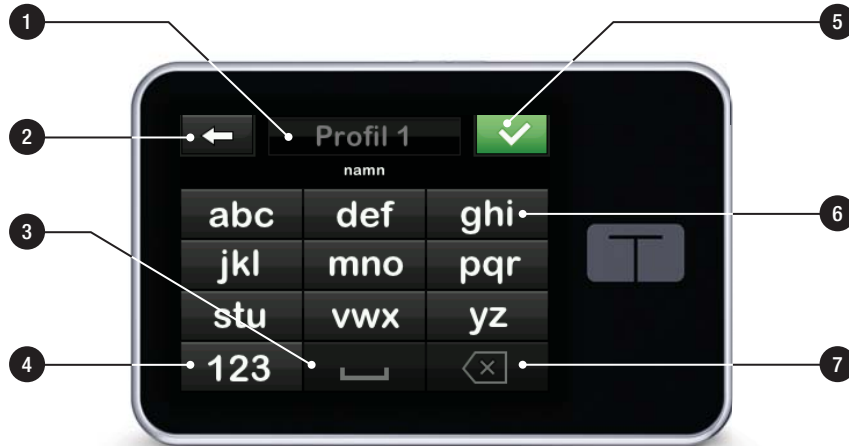 1
5
2
Profil 1
namn
abc def ghi
6
3
jkl mno pqr
stu vwx yz
4
123
7